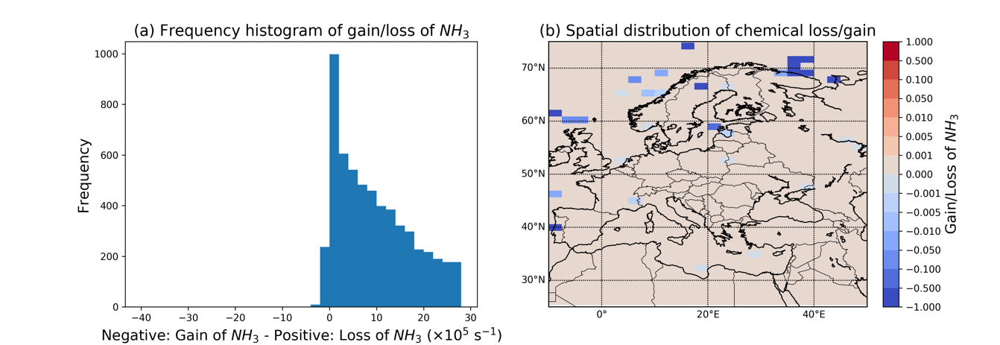 (a) Frequency histogram of gain/loss of NH₃
Frequency
1000
800
600
400
200
0
−40 −30 −20 −10 0 10 20 30
Negative: Gain of NH₃ - Positive: Loss of NH₃ (×10⁵ s⁻¹)
(b) Spatial distribution of chemical loss/gain
70°N
60°N
50°N
40°N
30°N
0° 20°E 40°E
1.000
0.500
0.100
0.050
0.010
0.005
0.001
0.000
−0.001
−0.005
−0.010
−0.050
−0.100
−0.500
−1.000
Gain/Loss of NH₃